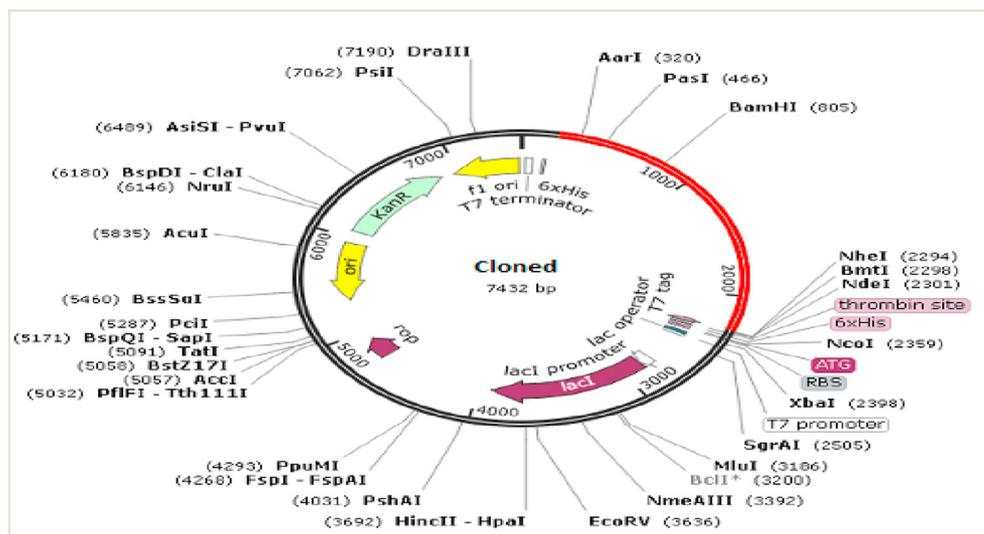 (7190) DraIII
(7062) PsiI
AarI (320)
PasI (466)
BamHI (805)
(6489) AsiSI - PvuI
(6180) BspDI - ClaI
(6146) NruI
(5835) AcuI
(5460) BssSαI
(5287) PciI
(5171) BspQI - SapI
(5091) TatI
(5058) BstZ17I
(5057) AccI
(5032) PflFI - Tth111I
7000
1000
6000
2000
5000
3000
4000
f1 ori
6xHis
T7 terminator
KanR
ori
rop
Cloned
7432 bp
lac operator
T7 tag
lacI promoter
lacI
NheI (2294)
BmtI (2298)
NdeI (2301)
thrombin site
6xHis
NcoI (2359)
ATG
RBS
XbaI (2398)
T7 promoter
SgrAI (2505)
MluI (3186)
BclI* (3200)
NmeAIII (3392)
EcoRV (3636)
(4293) PpuMI
(4268) FspI - FspAI
(4031) PshAI
(3692) HincII - HpaI